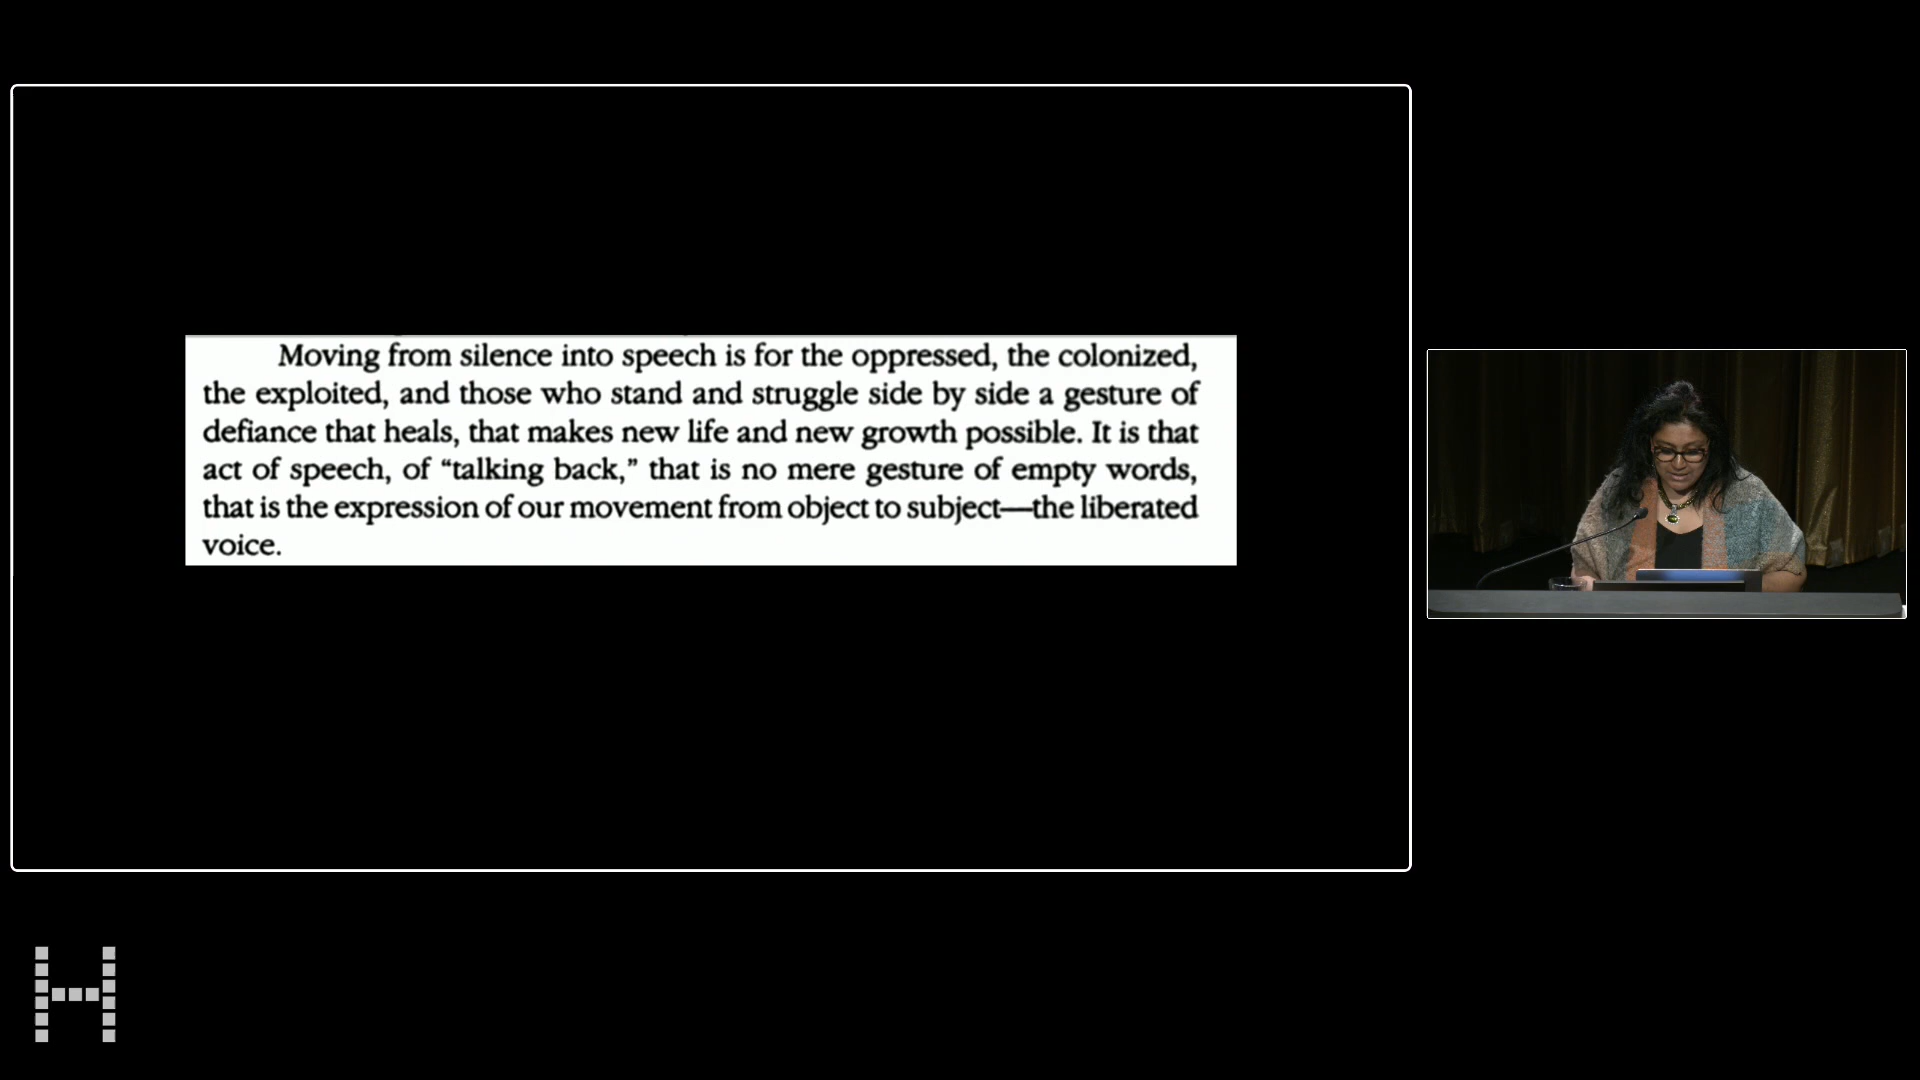 Moving from silence into speech is for the oppressed, the colonized,
the exploited, and those who stand and struggle side by side a gesture of
defiance that heals, that makes new life and new growth possible. It is that
act of speech, of “talking back,” that is no mere gesture of empty words,
that is the expression of our movement from object to subject—the liberated
voice.
H